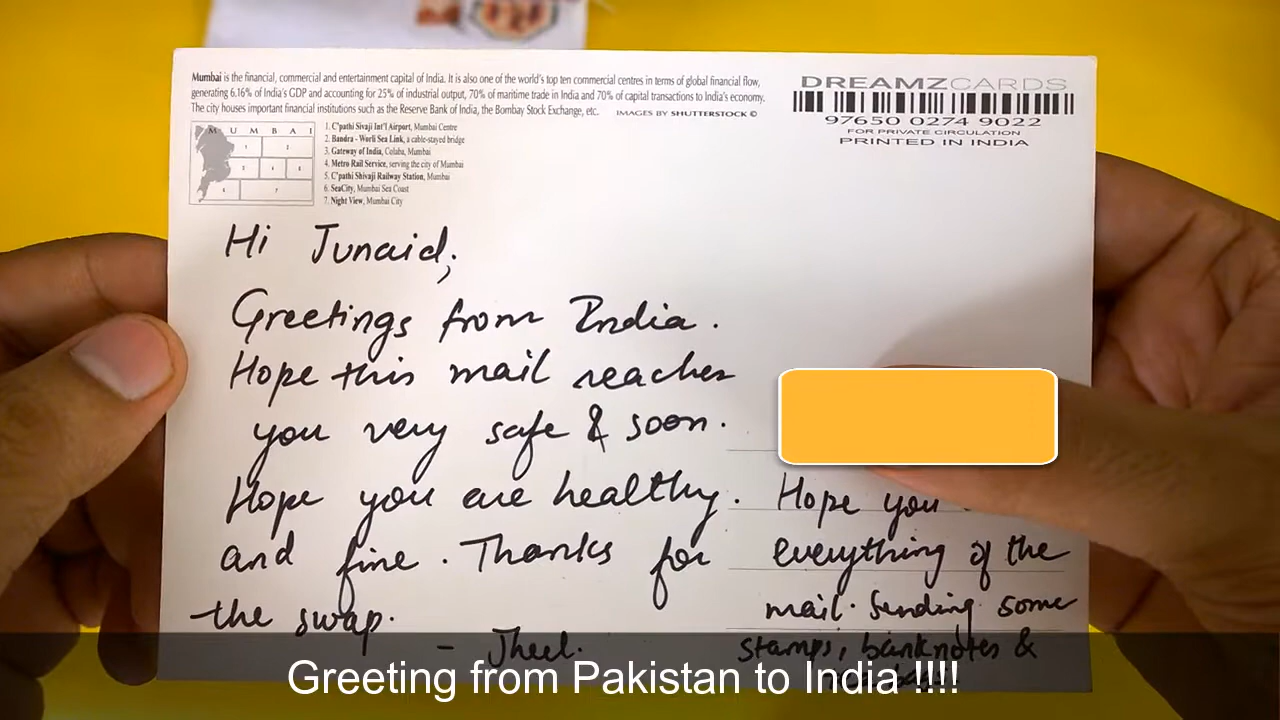 Mumbai is the financial, commercial and entertainment capital of India. It is also one of the world's top ten commercial centres in terms of global financial flow,
generating 6.16% of India's GDP and accounting for 25% of industrial output, 70% of maritime trade in India and 70% of capital transactions to India's economy.
The city houses important financial institutions such as the Reserve Bank of India, the Bombay Stock Exchange, etc. IMAGES BY SHUTTERSTOCK ©
DREAMZCARDS
97650 0274 9022
FOR PRIVATE CIRCULATION
PRINTED IN INDIA
MUMBAI
1. C'pathi Sivaji Int'l Airport, Mumbai Centre
2. Bandra - Worli Sea Link, a cable-stayed bridge
3. Gateway of India, Colaba, Mumbai
4. Metro Rail Service, serving the city of Mumbai
5. C'pathi Shivaji Railway Station, Mumbai
6. SeaCity, Mumbai Sea Coast
7. Night View, Mumbai City
Hi Junaid,
Greetings from India.
Hope this mail reaches
you very safe & soon.
Hope you are healthy.
and fine. Thanks for
the swap.
- Jheel.
Hope you
everything of the
mail. Sending some
stamps, banknotes &
Greeting from Pakistan to India !!!!